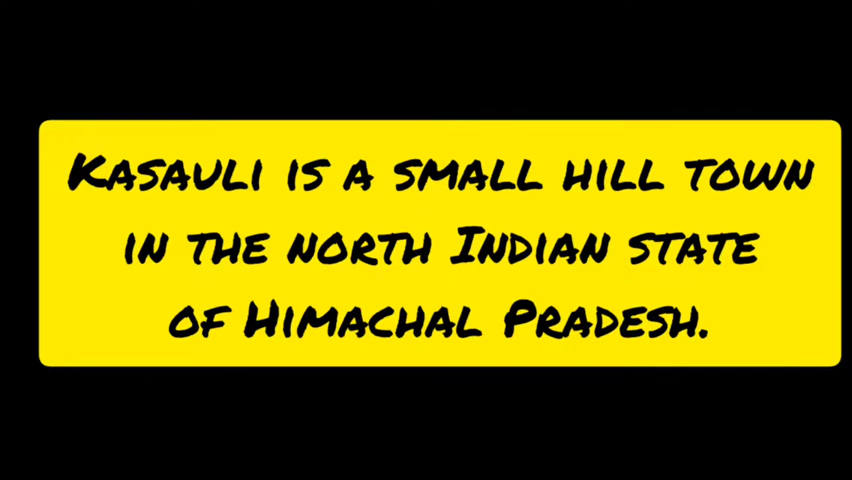 Kasauli is a small hill town
in the north Indian state
of Himachal Pradesh.